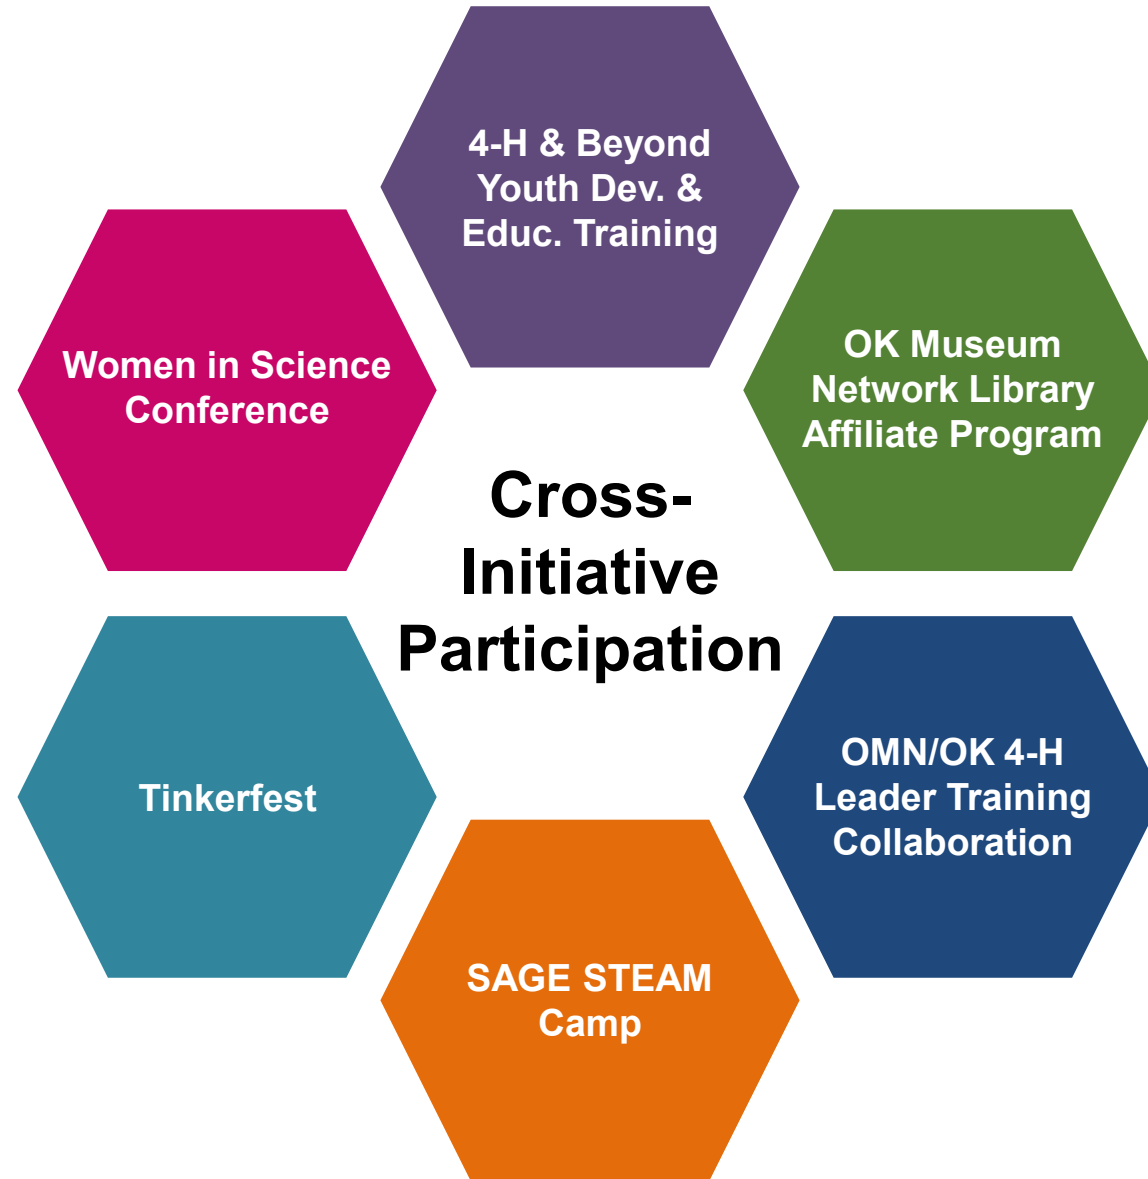 4-H & Beyond
Youth Dev. &
Educ. Training
OK Museum
Network Library
Affiliate Program
Women in Science
Conference
Cross-
Initiative
Participation
OMN/OK 4-H
Leader Training
Collaboration
Tinkerfest
SAGE STEAM
Camp